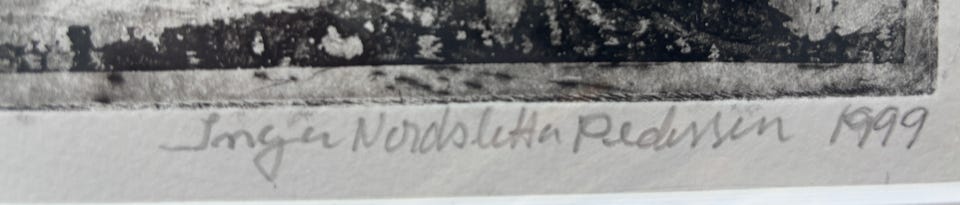 Inger Nordsletta Pedersen 1999